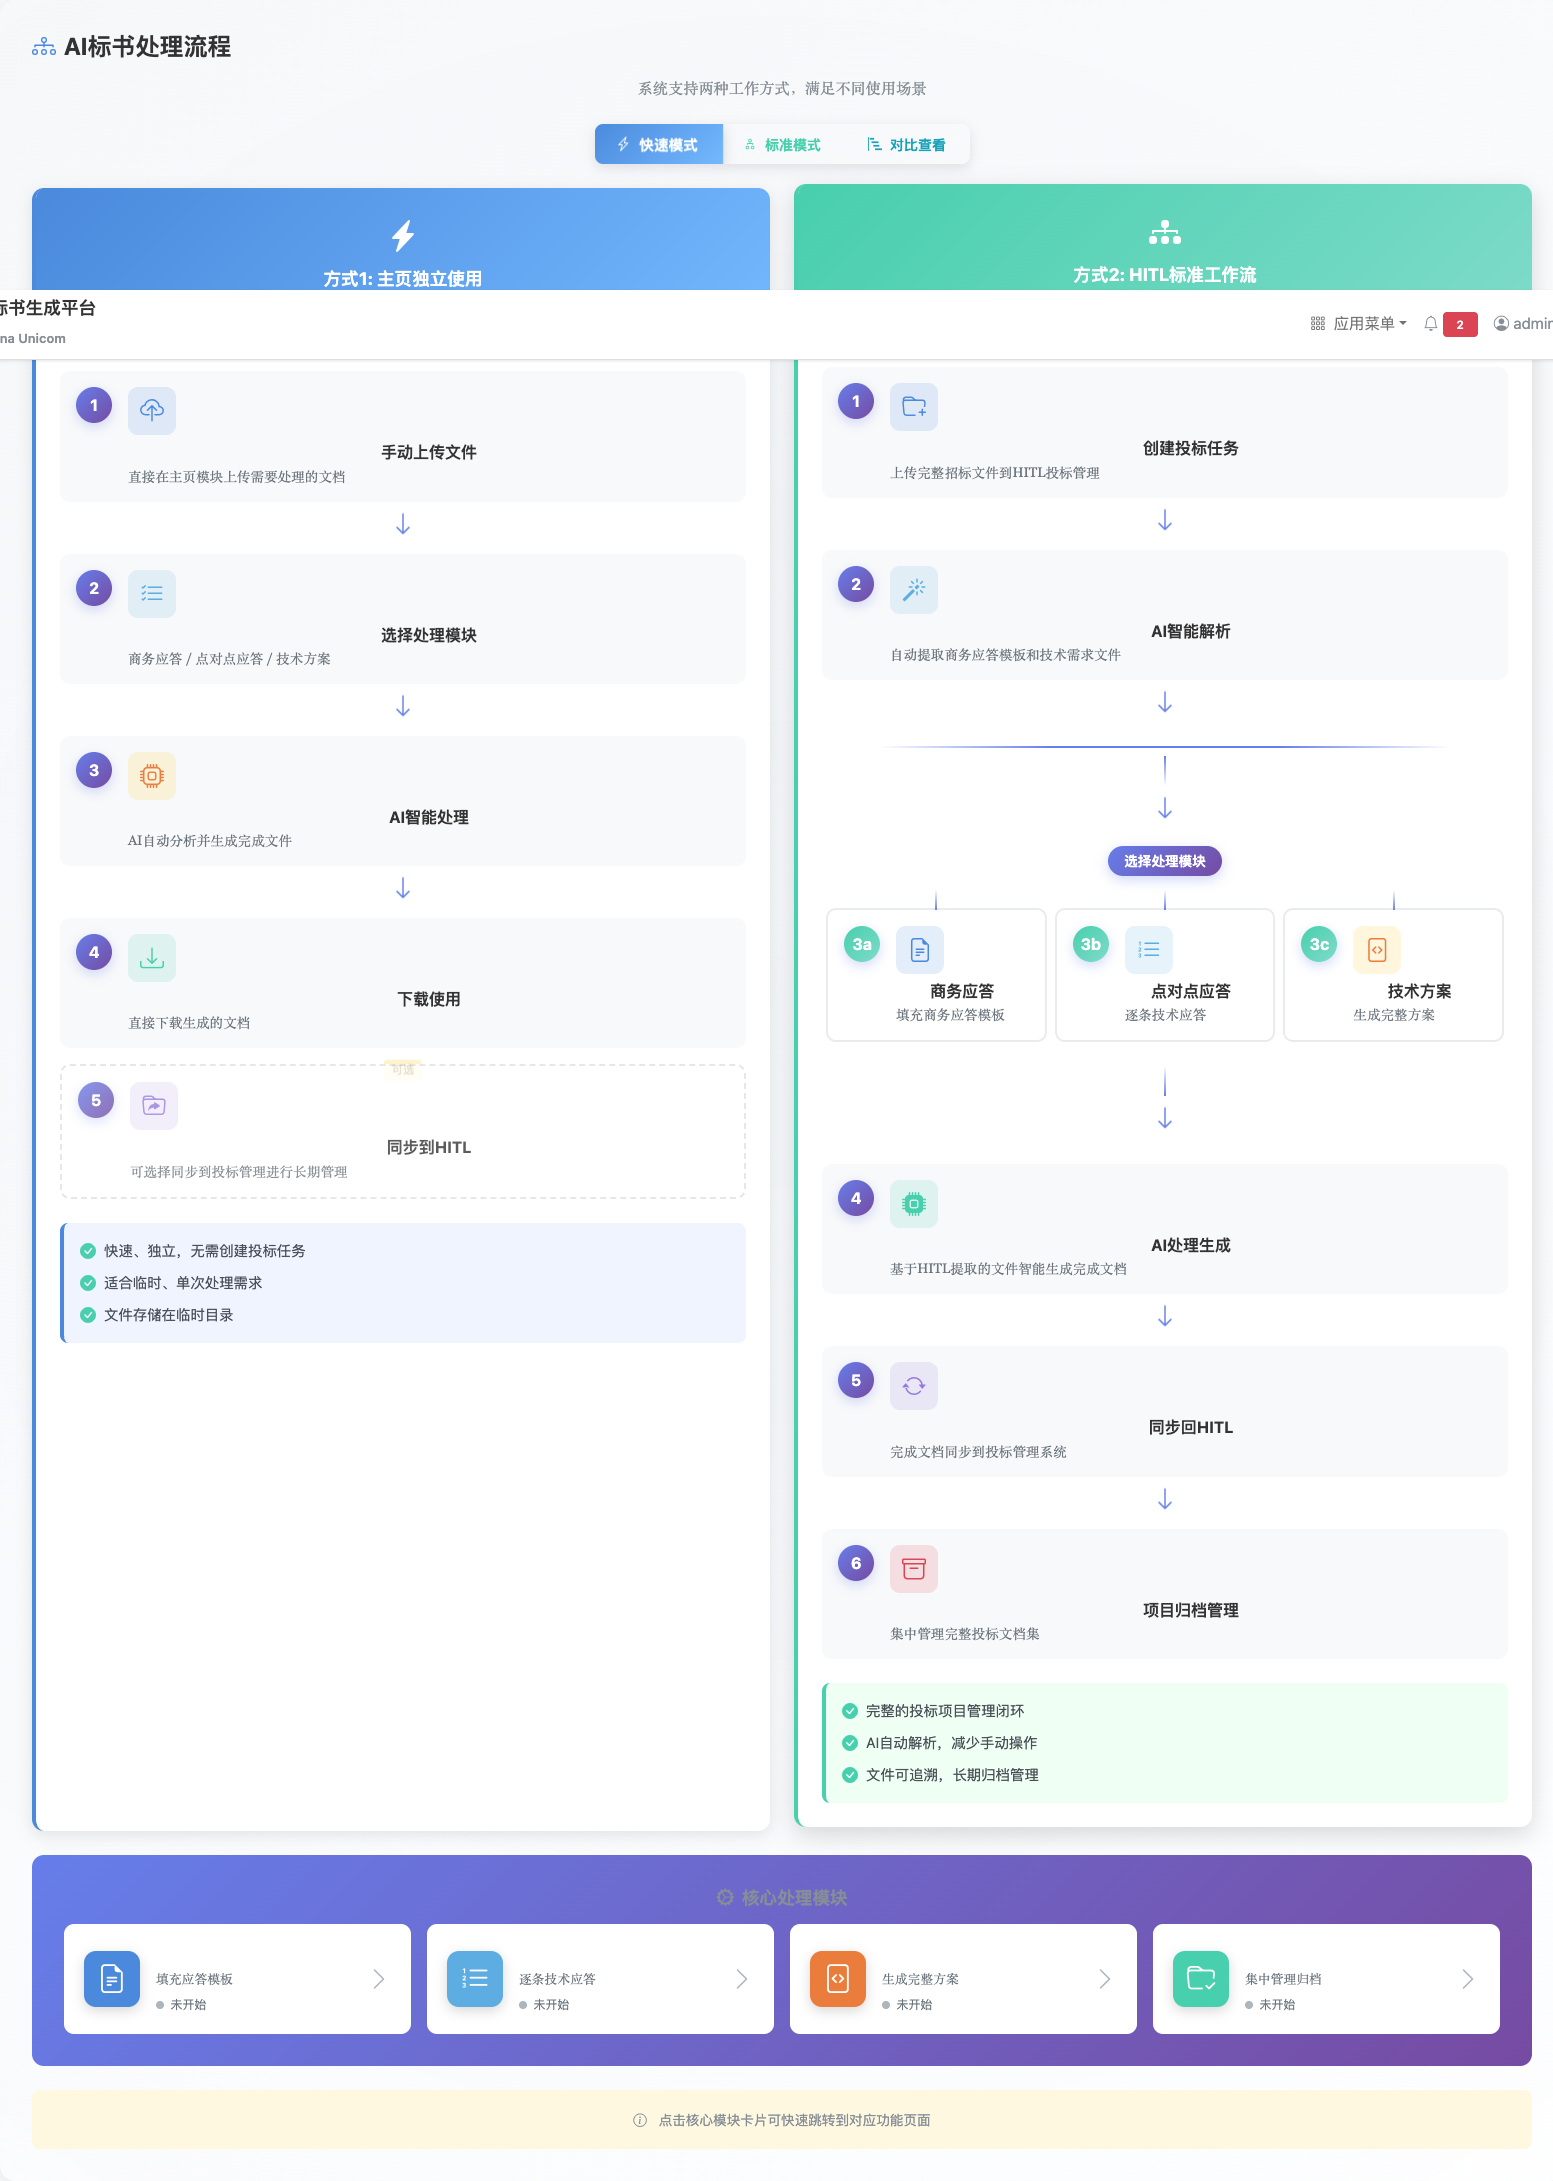 AI标书处理流程
系统支持两种工作方式，满足不同使用场景
快速模式
标准模式
对比查看
方式1: 主页独立使用
方式2: HITL标准工作流
标书生成平台
na Unicom
应用菜单
2
admin
1
手动上传文件
直接在主页模块上传需要处理的文档
2
选择处理模块
商务应答 / 点对点应答 / 技术方案
3
AI智能处理
AI自动分析并生成完成文件
4
下载使用
直接下载生成的文档
可选
5
同步到HITL
可选择同步到投标管理进行长期管理
快速、独立，无需创建投标任务
适合临时、单次处理需求
文件存储在临时目录
1
创建投标任务
上传完整招标文件到HITL投标管理
2
AI智能解析
自动提取商务应答模板和技术需求文件
选择处理模块
3a
商务应答
填充商务应答模板
3b
点对点应答
逐条技术应答
3c
技术方案
生成完整方案
4
AI处理生成
基于HITL提取的文件智能生成完成文档
5
同步回HITL
完成文档同步到投标管理系统
6
项目归档管理
集中管理完整投标文档集
完整的投标项目管理闭环
AI自动解析，减少手动操作
文件可追溯，长期归档管理
核心处理模块
填充应答模板
未开始
逐条技术应答
未开始
生成完整方案
未开始
集中管理归档
未开始
点击核心模块卡片可快速跳转到对应功能页面